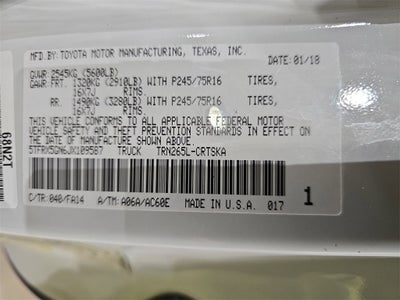 MFD.BY: TOYOTA MOTOR MANUFACTURING, TEXAS, INC.
DATE: 01/18
GVWR 2545KG (5600LB)
GAWR:FRT. 1320KG (2910LB) WITH P245/75R16 TIRES,
16X7J RIMS.
RR. 1490KG (3280LB) WITH P245/75R16 TIRES,
16X7J RIMS.
THIS VEHICLE CONFORMS TO ALL APPLICABLE FEDERAL MOTOR
VEHICLE SAFETY AND THEFT PREVENTION STANDARDS IN EFFECT ON
THE DATE OF MANUFACTURE SHOWN ABOVE.
TRUCK TRN265L-CRTSKA
C/TR: 040/FA14 A/TM: A06A/AC60E MADE IN U.S.A. 017
1
68N2T